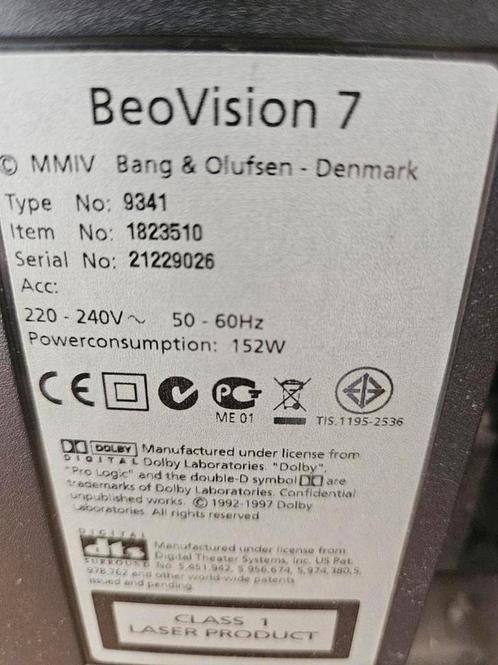 BeoVision 7
© MMIV Bang & Olufsen - Denmark
Type No: 9341
Item No: 1823510
Serial No: 21229026
Acc:
220 - 240V ~ 50 - 60Hz
Powerconsumption: 152W
CE PG
ME 01
TIS.1195-2536
DOLBY Manufactured under license from
DIGITAL Dolby Laboratories. "Dolby",
"Pro Logic" and the double-D symbol are
trademarks of Dolby Laboratories. Confidential
unpublished works. © 1992-1997 Dolby
Laboratories. All rights reserved
DIGITAL
dts Manufactured under license from
Digital Theater Systems, Inc. US Pat.
SURROUND No 5,451,942, 5,956,674, 5,974,380,5,
978,762 and other world-wide patents
issued and pending.
CLASS 1
LASER PRODUCT